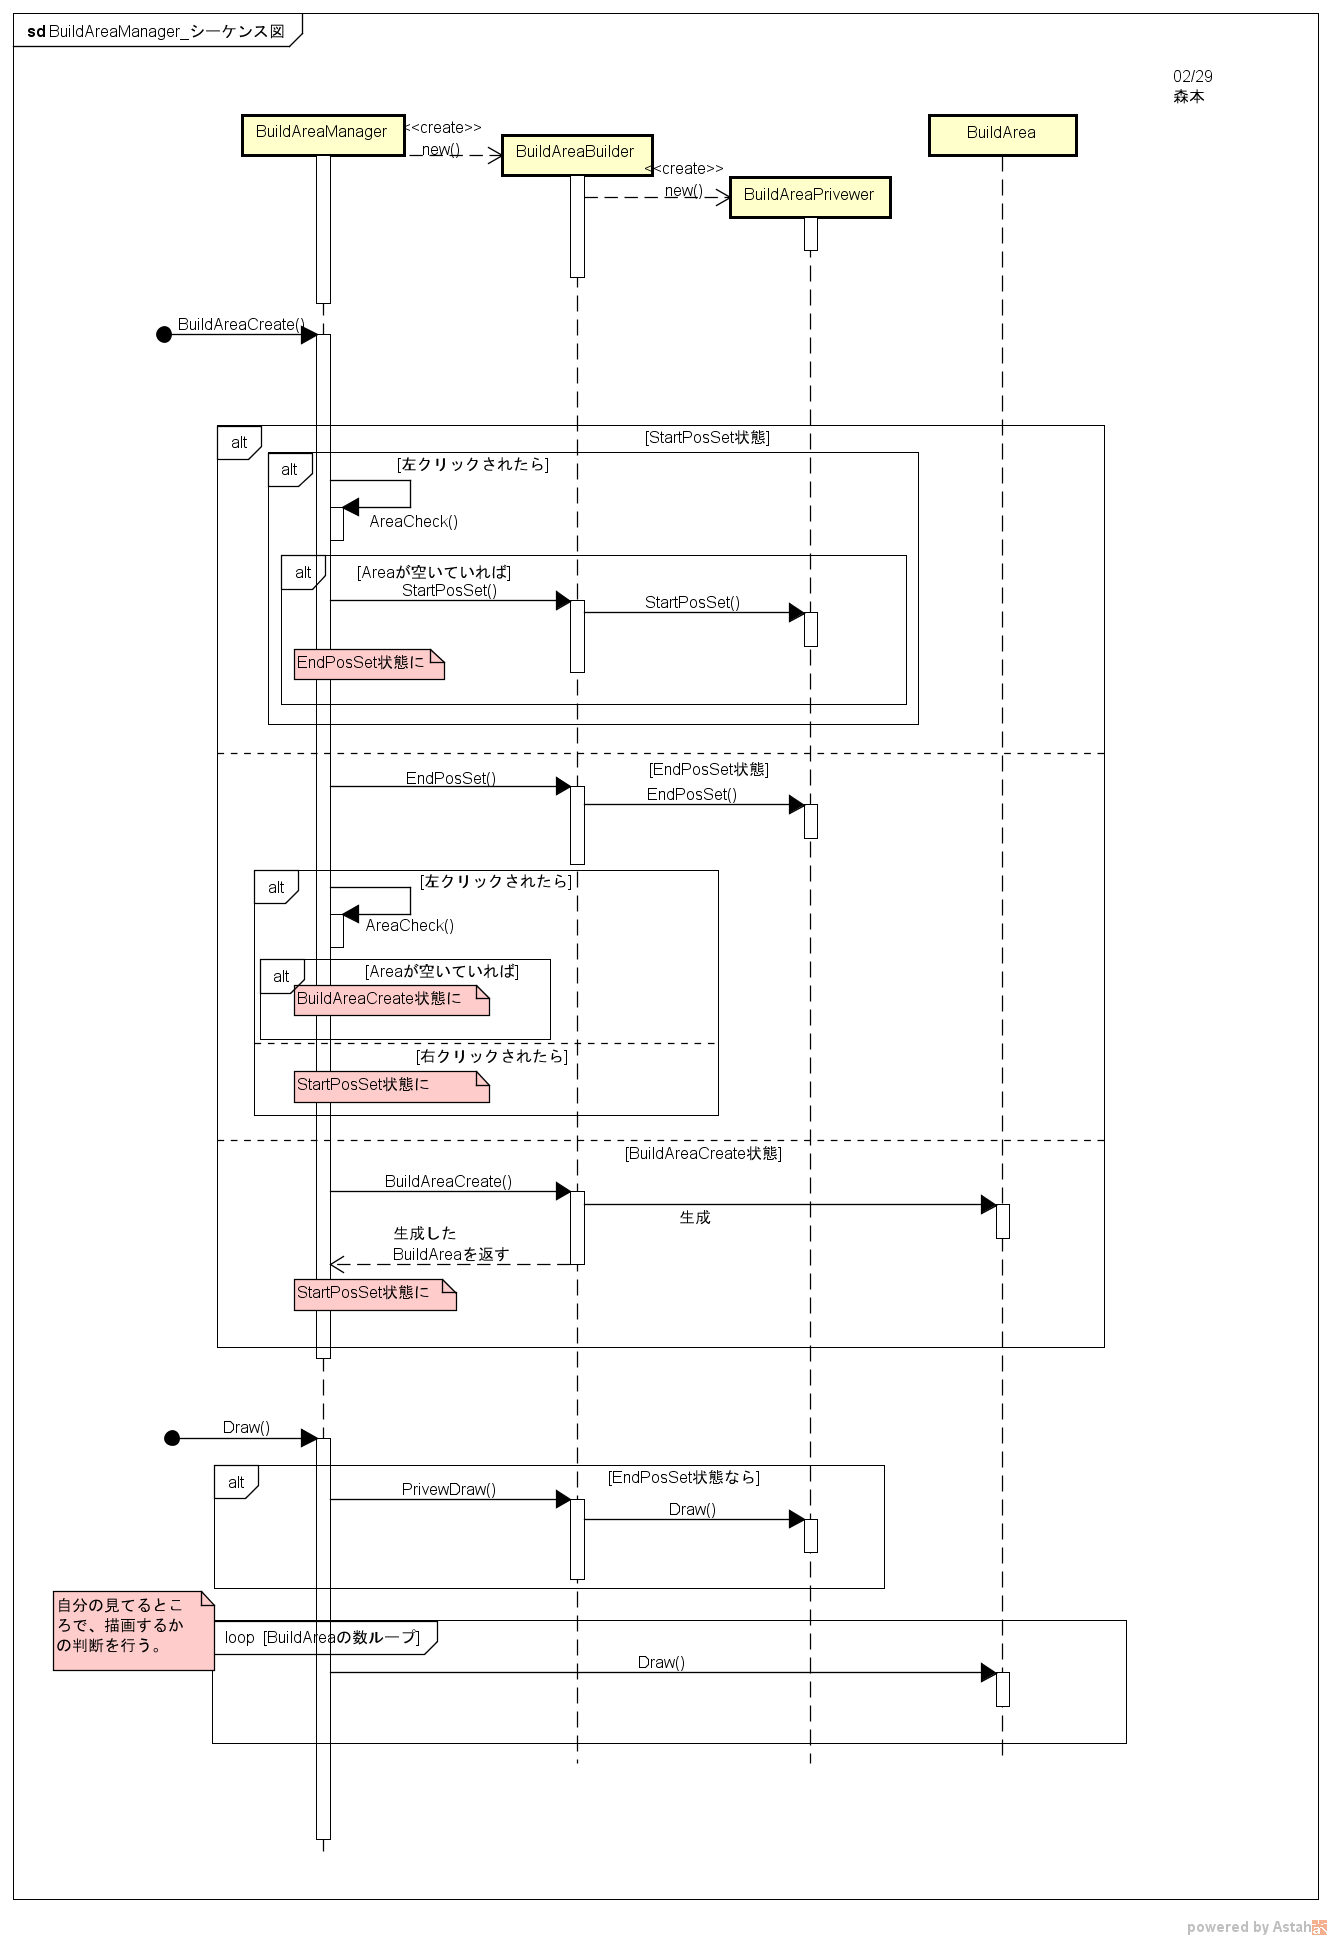 sd BuildAreaManager_シーケンス図
02/29
森本
BuildAreaManager
<<create>>
new()
BuildAreaBuilder
<<create>>
new()
BuildAreaPrivewer
BuildArea
BuildAreaCreate()
alt
[StartPosSet状態]
alt
[左クリックされたら]
AreaCheck()
alt
[Areaが空いていれば]
StartPosSet()
StartPosSet()
EndPosSet状態に
[EndPosSet状態]
EndPosSet()
EndPosSet()
alt
[左クリックされたら]
AreaCheck()
alt
[Areaが空いていれば]
BuildAreaCreate状態に
[右クリックされたら]
StartPosSet状態に
[BuildAreaCreate状態]
BuildAreaCreate()
生成
生成した
BuildAreaを返す
StartPosSet状態に
Draw()
alt
[EndPosSet状態なら]
PrivewDraw()
Draw()
自分の見てるとこ
ろで、描画するか
の判断を行う。
loop [BuildAreaの数ループ]
Draw()
powered by Astah